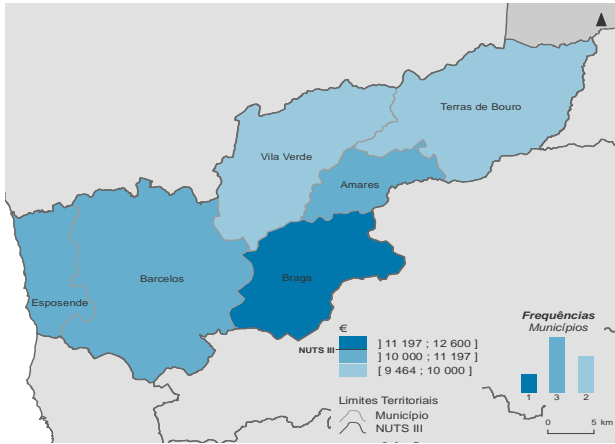 Terras de Bouro
Vila Verde
Amares
Barcelos
Braga
Esposende
€
] 11 197 ; 12 600 ]
NUTS III
] 10 000 ; 11 197 ]
[ 9 464 ; 10 000 ]
Limites Territoriais
Município
NUTS III
Frequências
Municípios
1 3 2
0 5 km